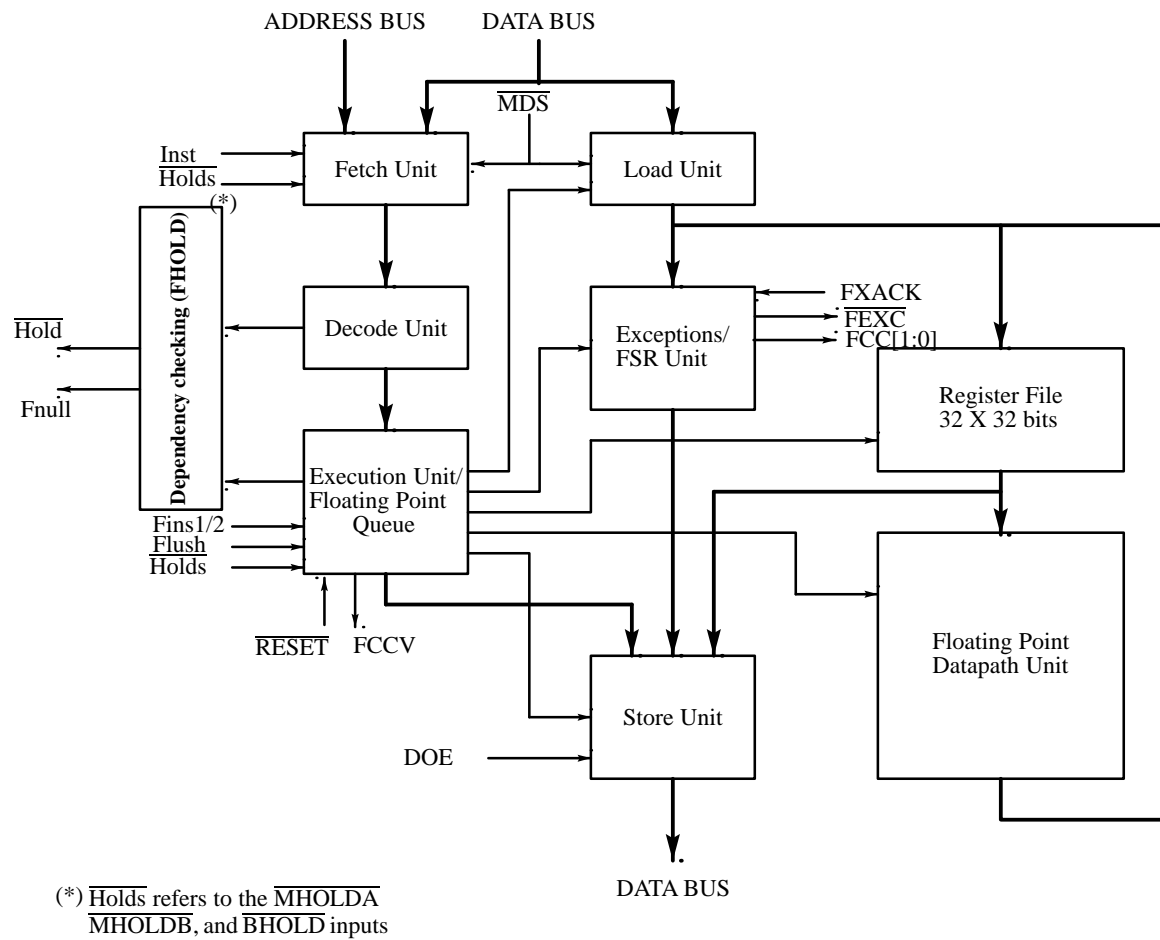 ADDRESS BUS
DATA BUS
MDS
Inst
Holds
(*)
Fetch Unit
Load Unit
Dependency checking (FHOLD)
Hold
Fnull
Decode Unit
Exceptions/
FSR Unit
FXACK
FEXC
FCC[1:0]
Register File
32 X 32 bits
Execution Unit/
Floating Point
Queue
Fins1/2
Flush
Holds
RESET
FCCV
Floating Point
Datapath Unit
Store Unit
DOE
DATA BUS
(*) Holds refers to the MHOLDA
MHOLDB, and BHOLD inputs